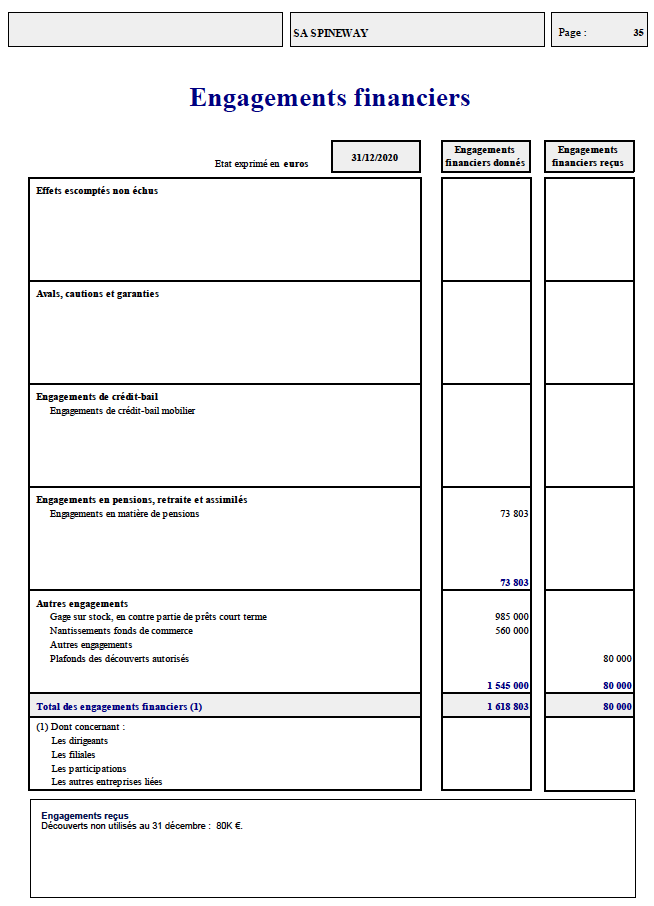 SA SPINEWAY Page : 35
Engagements financiers
Etat exprimé en euros 31/12/2020 Engagements financiers donnés Engagements financiers reçus
Effets escomptés non échus
Avals, cautions et garanties
Engagements de crédit-bail
Engagements de crédit-bail mobilier
Engagements en pensions, retraite et assimilés
Engagements en matière de pensions 73 803
73 803
Autres engagements
Gage sur stock, en contre partie de prêts court terme 985 000
Nantissements fonds de commerce 560 000
Autres engagements
Plafonds des découverts autorisés 80 000
1 545 000 80 000
Total des engagements financiers (1) 1 618 803 80 000
(1) Dont concernant :
Les dirigeants
Les filiales
Les participations
Les autres entreprises liées
Engagements reçus
Découverts non utilisés au 31 décembre : 80K €.